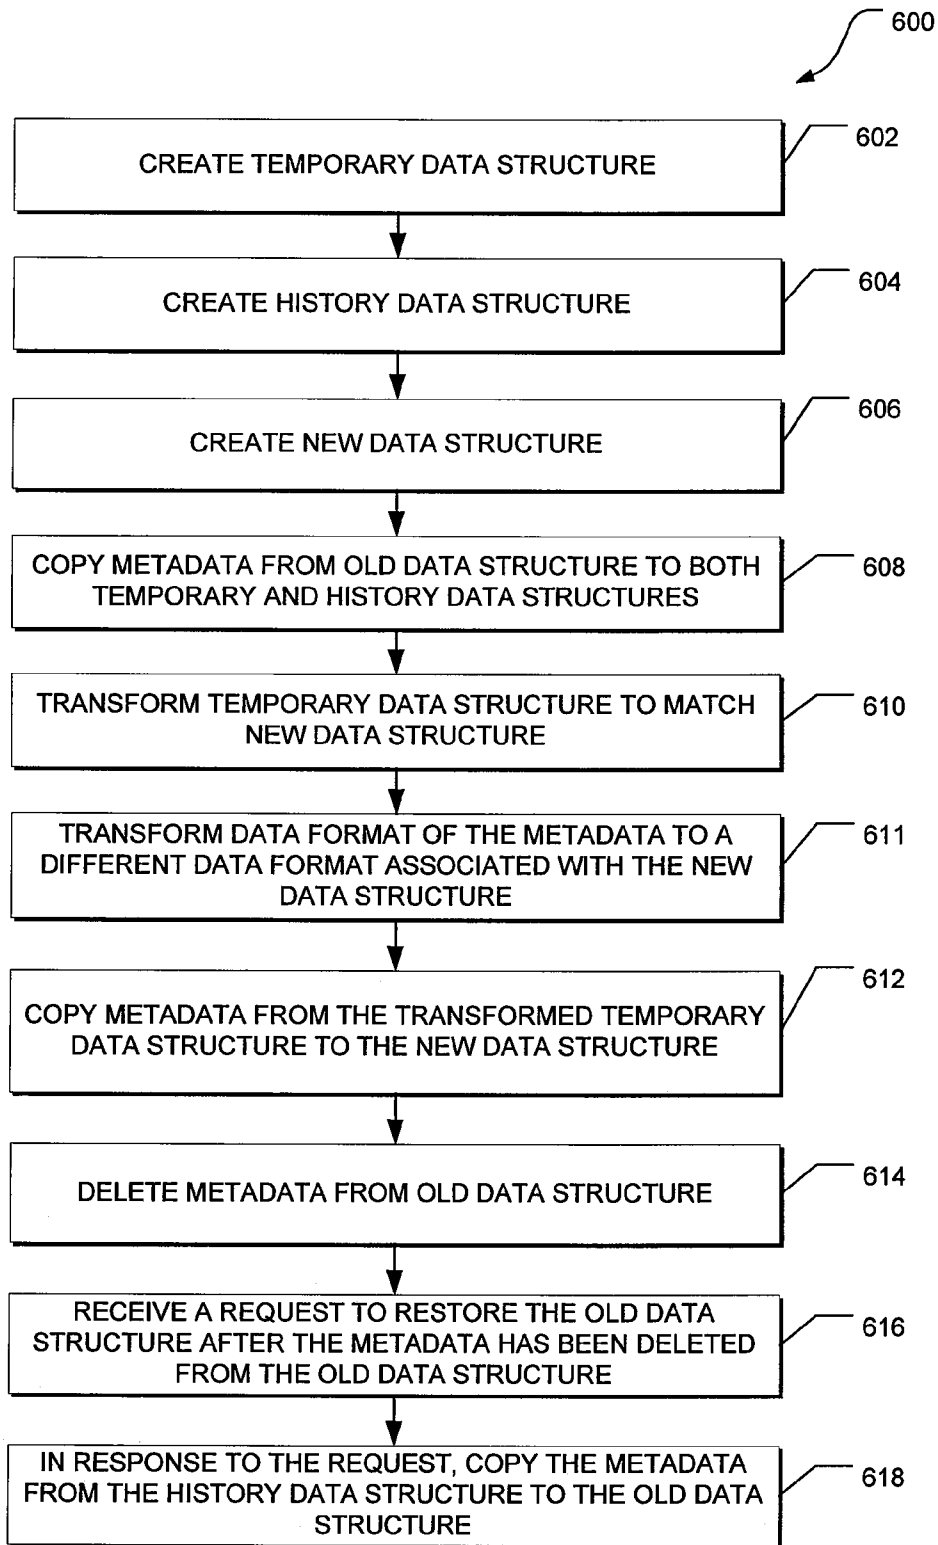 600
CREATE TEMPORARY DATA STRUCTURE
602
CREATE HISTORY DATA STRUCTURE
604
CREATE NEW DATA STRUCTURE
606
COPY METADATA FROM OLD DATA STRUCTURE TO BOTH
TEMPORARY AND HISTORY DATA STRUCTURES
608
TRANSFORM TEMPORARY DATA STRUCTURE TO MATCH
NEW DATA STRUCTURE
610
TRANSFORM DATA FORMAT OF THE METADATA TO A
DIFFERENT DATA FORMAT ASSOCIATED WITH THE NEW
DATA STRUCTURE
611
COPY METADATA FROM THE TRANSFORMED TEMPORARY
DATA STRUCTURE TO THE NEW DATA STRUCTURE
612
DELETE METADATA FROM OLD DATA STRUCTURE
614
RECEIVE A REQUEST TO RESTORE THE OLD DATA
STRUCTURE AFTER THE METADATA HAS BEEN DELETED
FROM THE OLD DATA STRUCTURE
616
IN RESPONSE TO THE REQUEST, COPY THE METADATA
FROM THE HISTORY DATA STRUCTURE TO THE OLD DATA
STRUCTURE
618